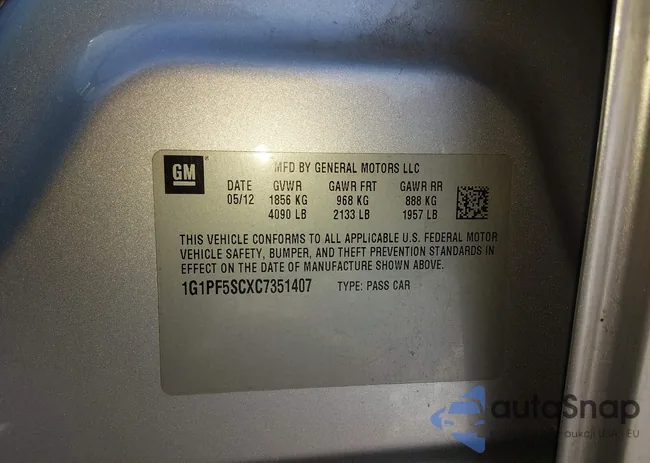 GM
MFD BY GENERAL MOTORS LLC
DATE GVWR GAWR FRT GAWR RR
05/12 1856 KG 968 KG 888 KG
4090 LB 2133 LB 1957 LB
THIS VEHICLE CONFORMS TO ALL APPLICABLE U.S. FEDERAL MOTOR
VEHICLE SAFETY, BUMPER, AND THEFT PREVENTION STANDARDS IN
EFFECT ON THE DATE OF MANUFACTURE SHOWN ABOVE.
1G1PF5SCXC7351407 TYPE: PASS CAR
autoSnap